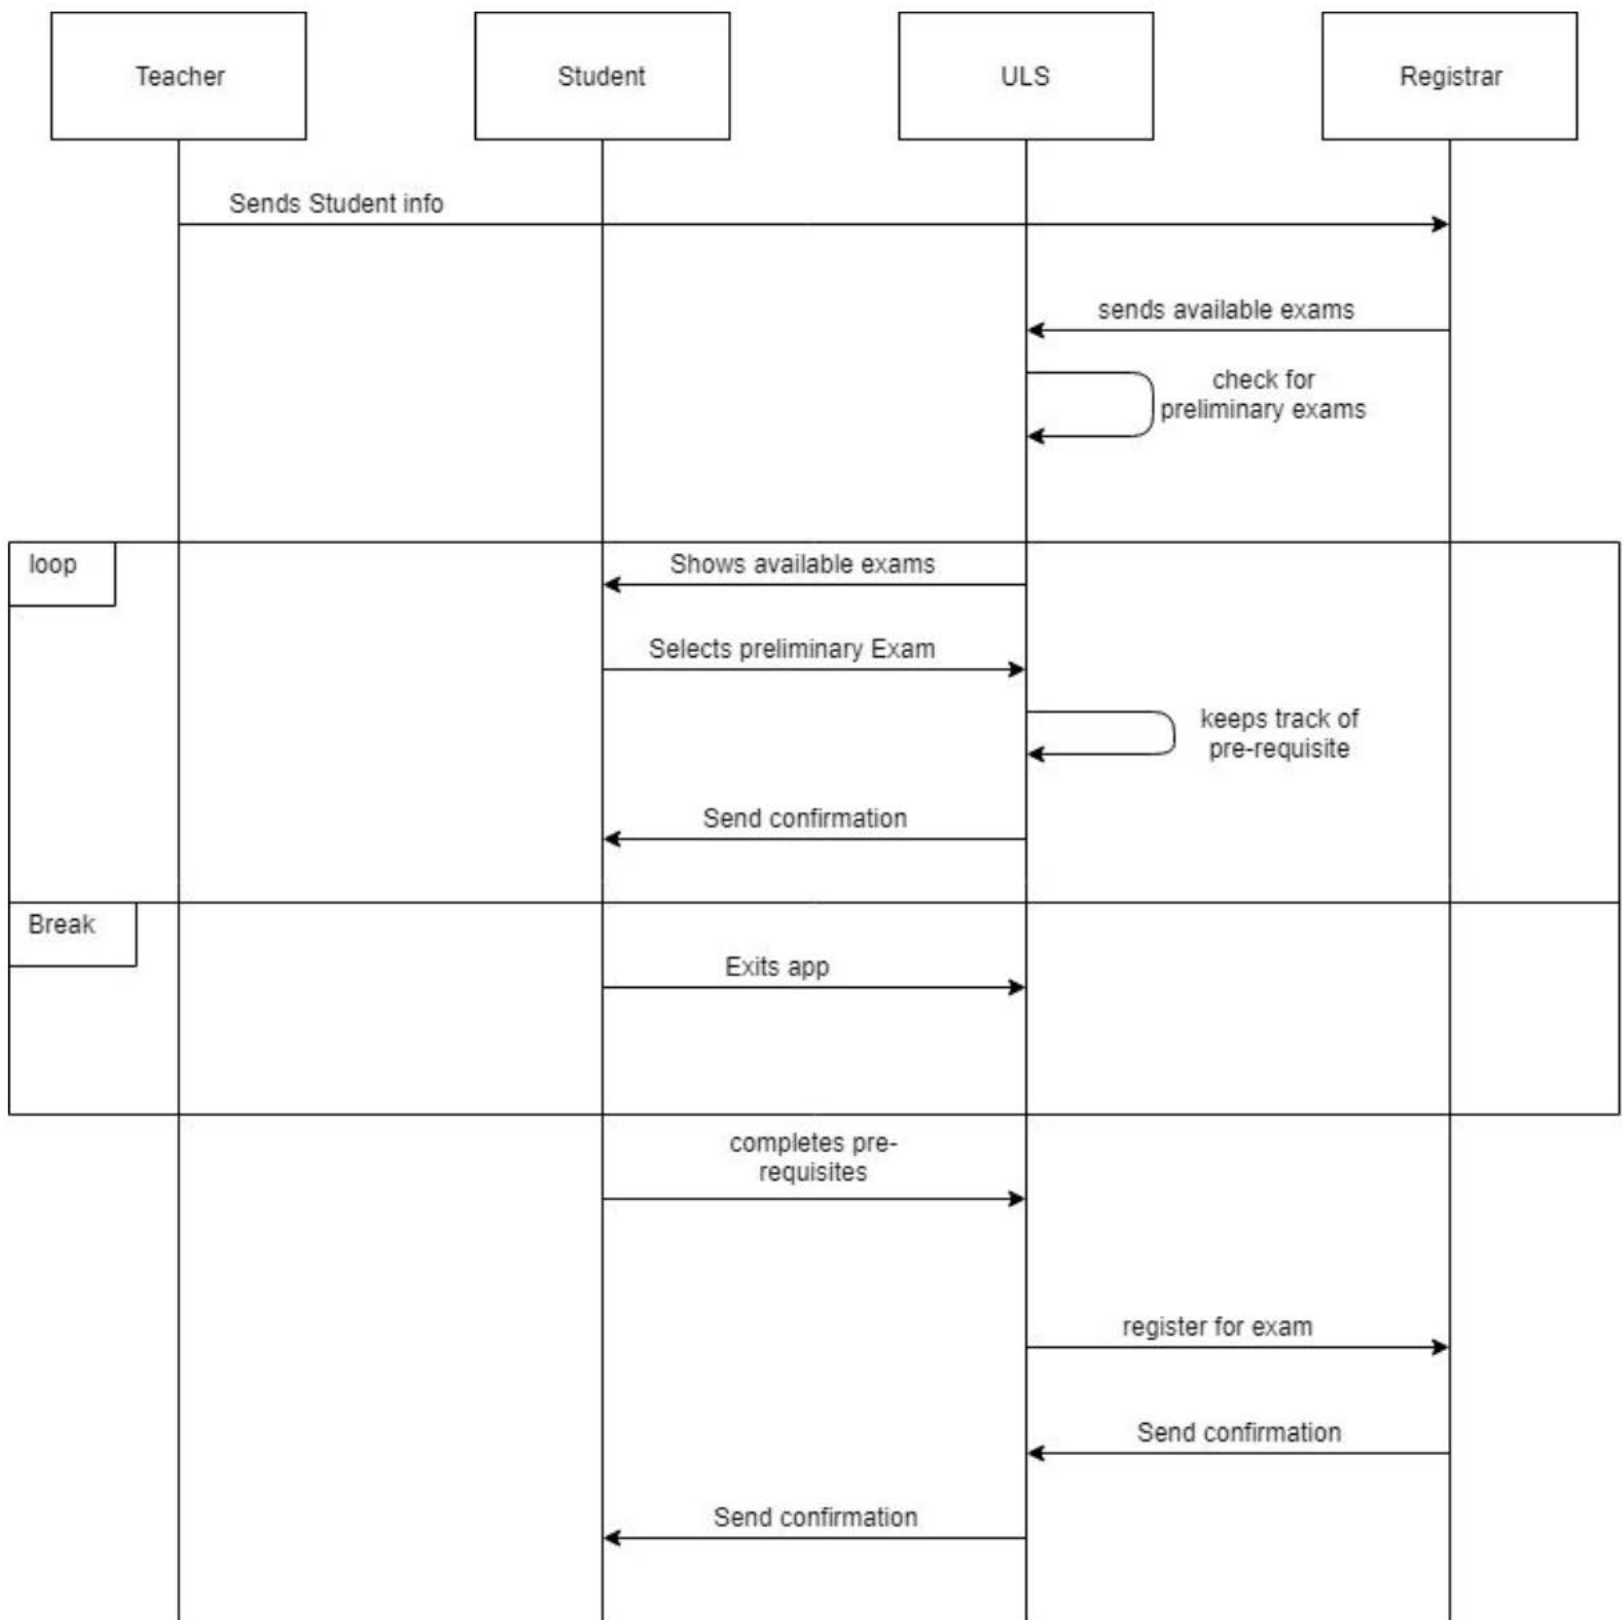 Teacher
Student
ULS
Registrar
Sends Student info
sends available exams
check for
preliminary exams
loop
Shows available exams
Selects preliminary Exam
keeps track of
pre-requisite
Send confirmation
Break
Exits app
completes pre-
requisites
register for exam
Send confirmation
Send confirmation